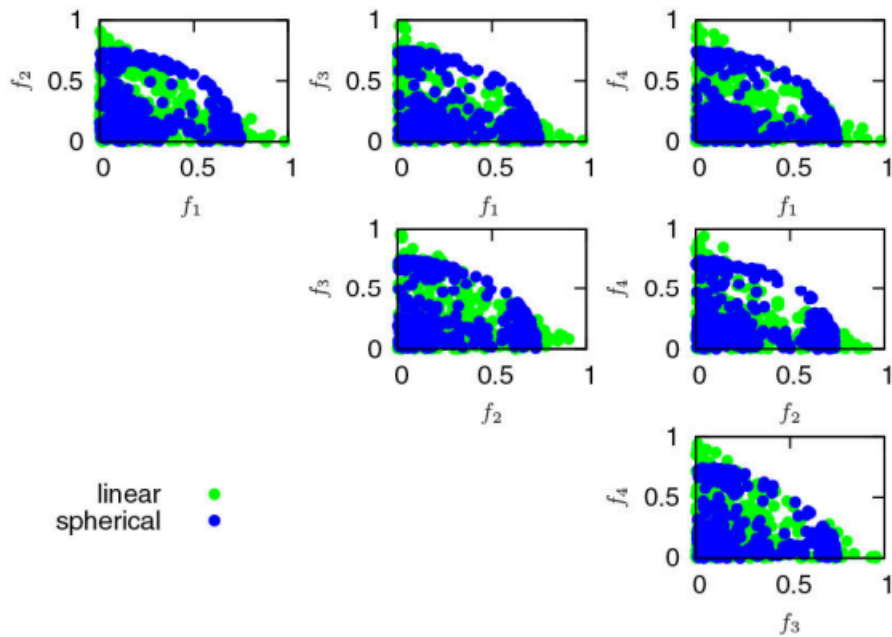 1 1 1
f2 0.5 f3 0.5 f4 0.5
0 0 0
0 0.5 1 0 0.5 1 0 0.5 1
f1 f1 f1
1 1
f3 0.5 f4 0.5
0 0
0 0.5 1 0 0.5 1
f2 f2
1
f4 0.5
0
0 0.5 1
f3
linear
spherical